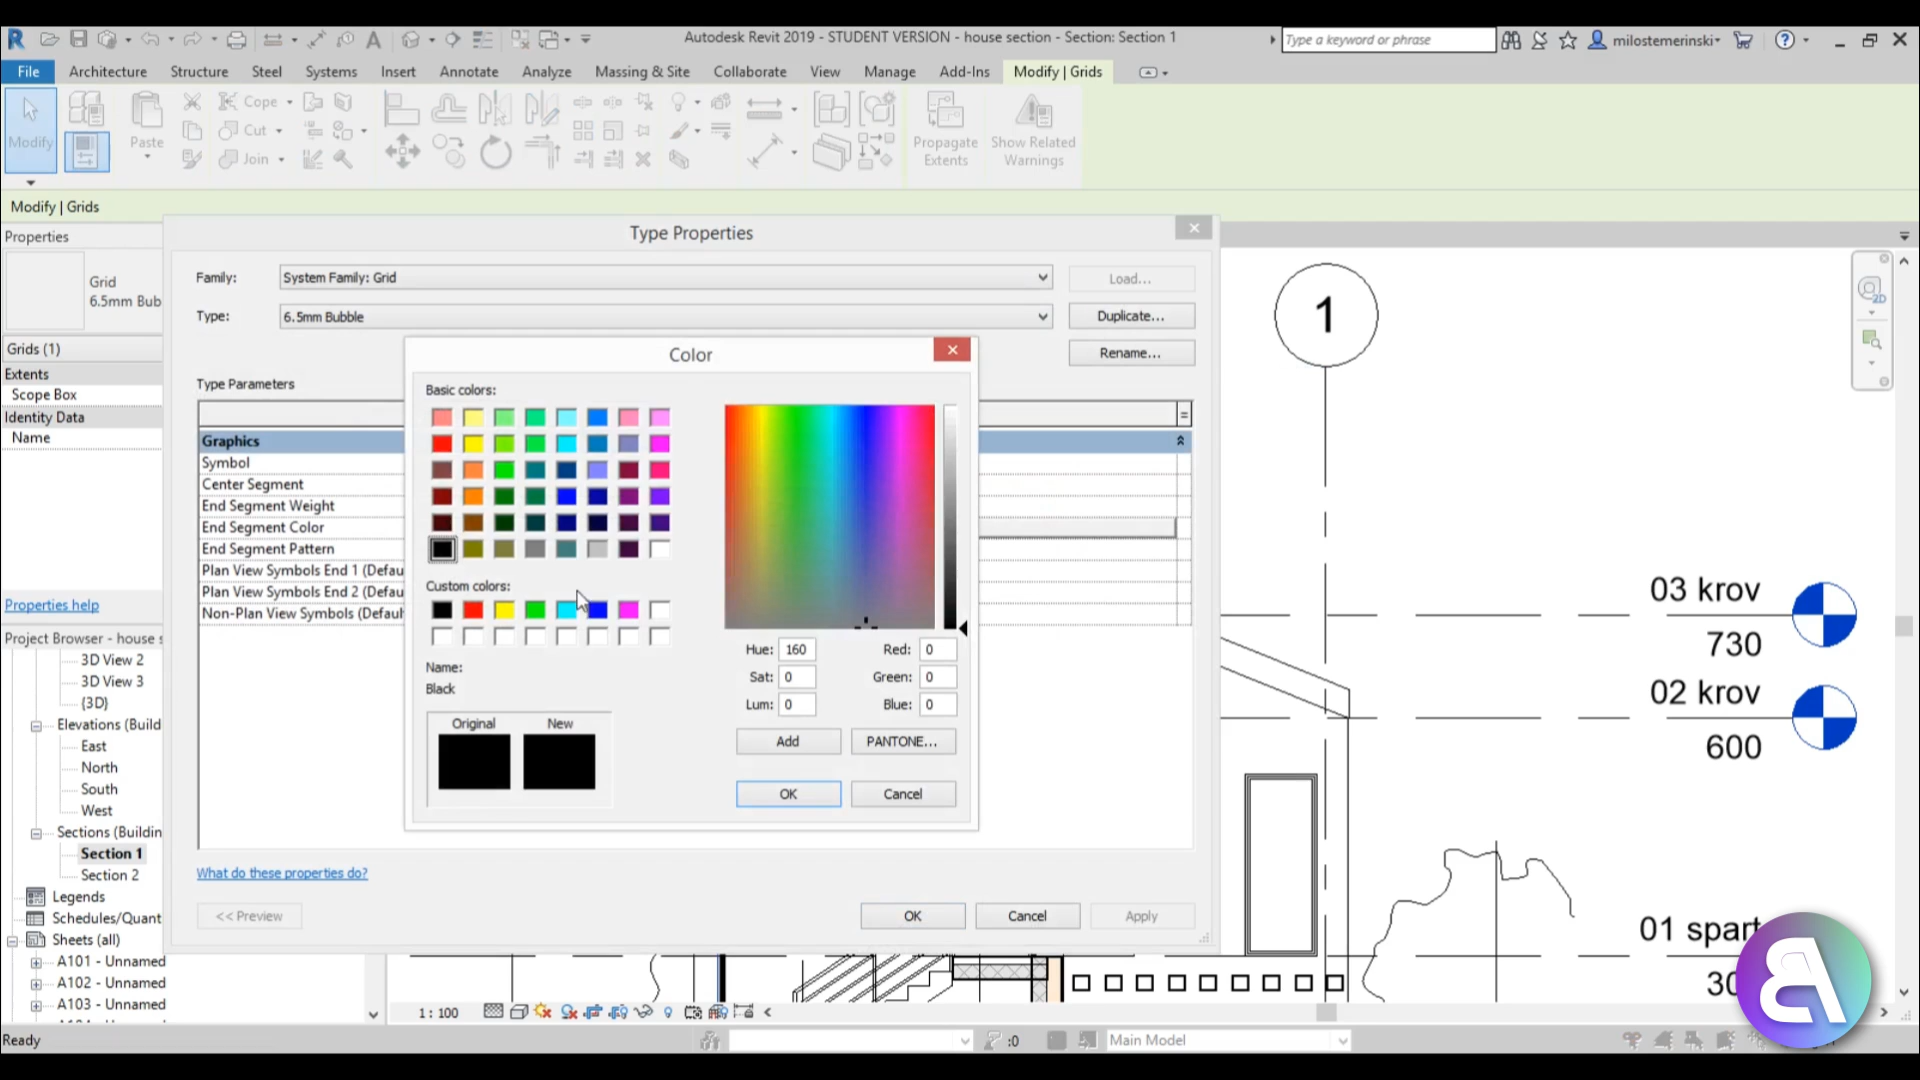 Autodesk Revit 2019 - STUDENT VERSION - house section - Section: Section 1
Type a keyword or phrase
milostemerinski
File Architecture Structure Steel Systems Insert Annotate Analyze Massing & Site Collaborate View Manage Add-Ins Modify | Grids
Modify
Paste
Cope
Cut
Join
Propagate Extents
Show Related Warnings
Modify | Grids
Properties
Grid
6.5mm Bub
Grids (1)
Extents
Scope Box
Identity Data
Name
Properties help
Project Browser - house s
3D View 2
3D View 3
{3D}
Elevations (Build
East
North
South
West
Sections (Buildin
Section 1
Section 2
Legends
Schedules/Quant
Sheets (all)
A101 - Unnamed
A102 - Unnamed
A103 - Unnamed
Type Properties
Family: System Family: Grid Load...
Type: 6.5mm Bubble Duplicate...
Rename...
Type Parameters
=
Graphics
Symbol
Center Segment
End Segment Weight
End Segment Color
End Segment Pattern
Plan View Symbols End 1 (Defau
Plan View Symbols End 2 (Defau
Non-Plan View Symbols (Defaul
What do these properties do?
<< Preview OK Cancel Apply
Color
Basic colors:
Custom colors:
Name:
Black
Original New
Hue: 160 Red: 0
Sat: 0 Green: 0
Lum: 0 Blue: 0
Add PANTONE...
OK Cancel
1
2D
03 krov
730
02 krov
600
01 sprat
30
1 : 100
Ready
:0
Main Model